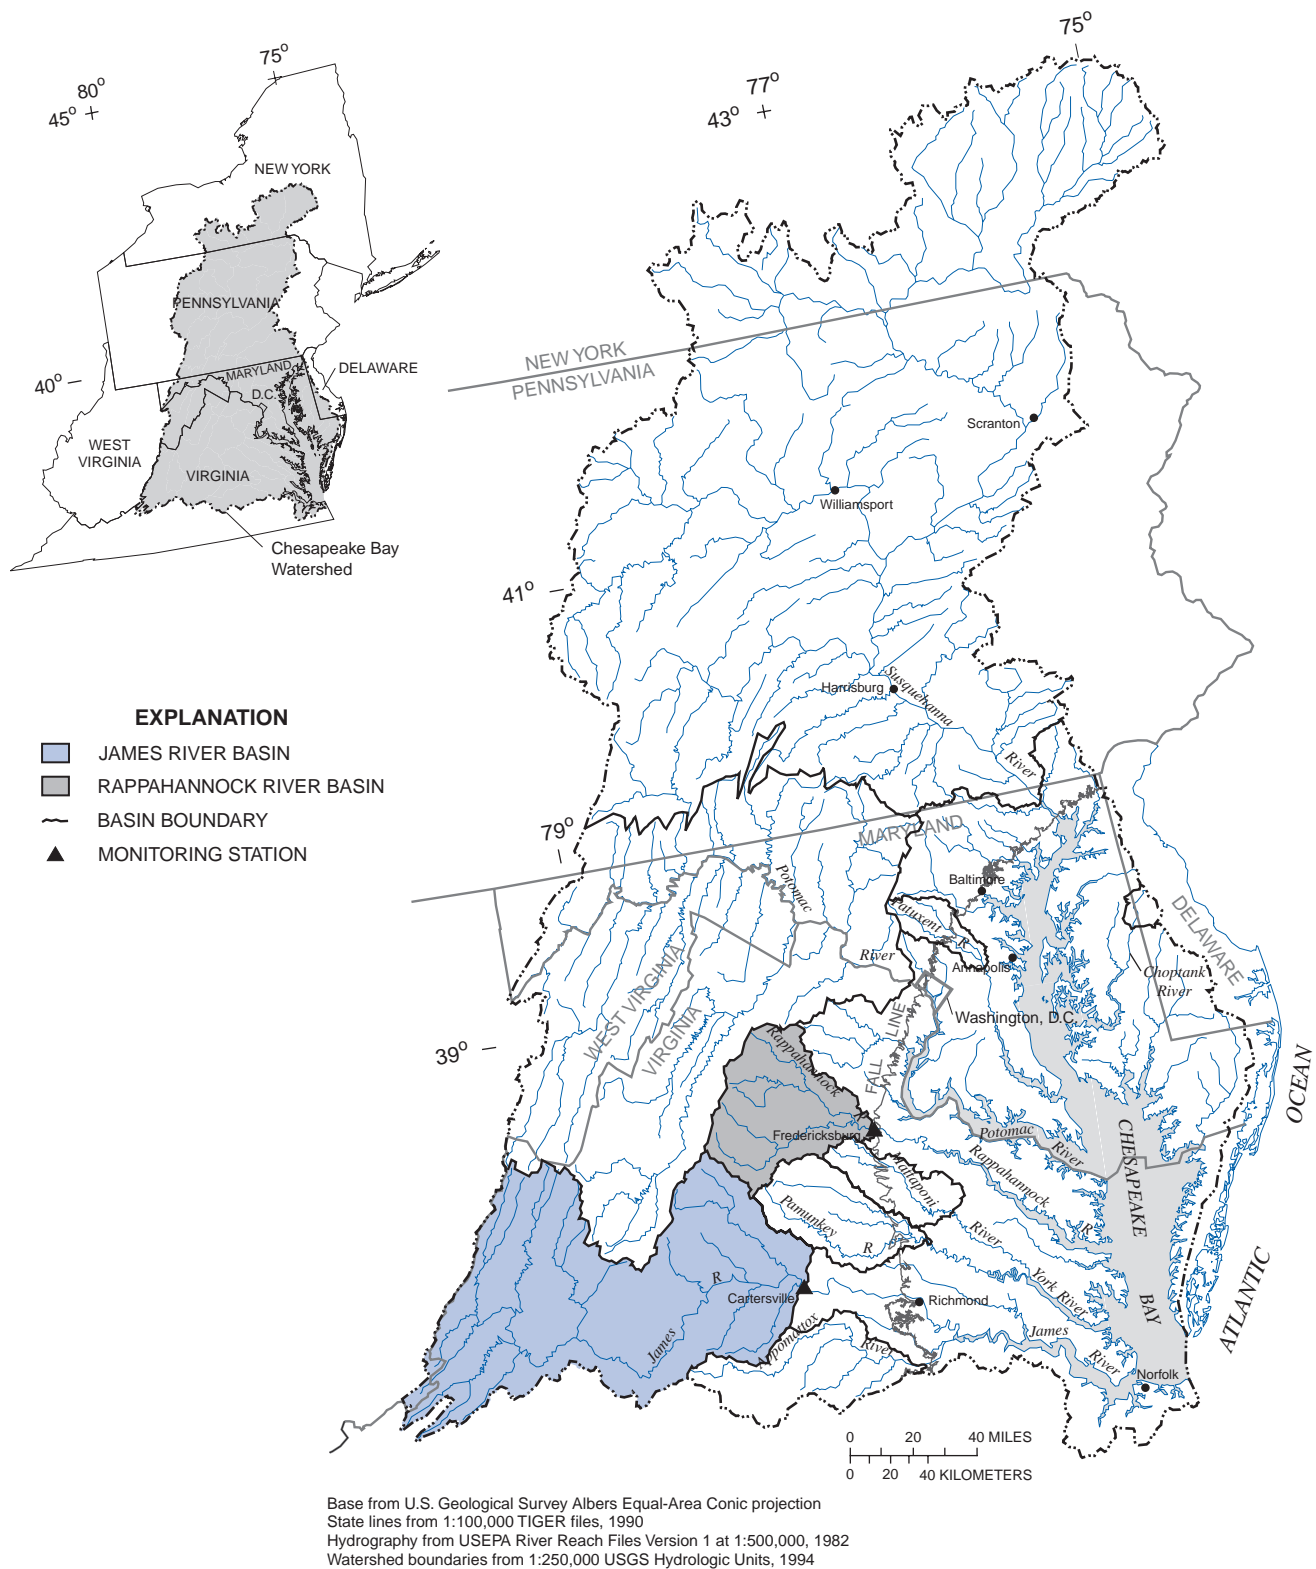 75°
80°
45°
NEW YORK
PENNSYLVANIA
40°
MARYLAND
DELAWARE
D.C.
WEST
VIRGINIA
VIRGINIA
Chesapeake Bay
Watershed
75°
77°
43°
NEW YORK
PENNSYLVANIA
Scranton
Williamsport
41°
Harrisburg
Susquehanna
River
EXPLANATION
JAMES RIVER BASIN
RAPPAHANNOCK RIVER BASIN
BASIN BOUNDARY
MONITORING STATION
79°
MARYLAND
Potomac
River
Baltimore
Patuxent
R
Annapolis
DELAWARE
Choptank
River
WEST VIRGINIA
VIRGINIA
Washington, D.C.
FALL LINE
39°
Rappahannock
Fredericksburg
Potomac
River
Rappahannock
R
Mattaponi
Pamunkey
R
River
York River
CHESAPEAKE
BAY
ATLANTIC
OCEAN
R
Cartersville
James
Richmond
Appomattox
River
James
River
Norfolk
0 20 40 MILES
0 20 40 KILOMETERS
Base from U.S. Geological Survey Albers Equal-Area Conic projection
State lines from 1:100,000 TIGER files, 1990
Hydrography from USEPA River Reach Files Version 1 at 1:500,000, 1982
Watershed boundaries from 1:250,000 USGS Hydrologic Units, 1994